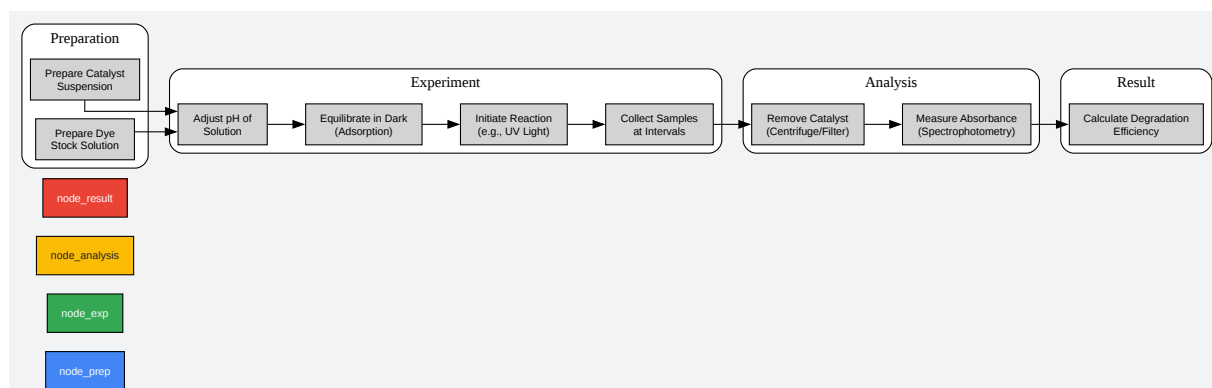 Preparation
Prepare Catalyst
Suspension
Prepare Dye
Stock Solution
Experiment
Adjust pH of
Solution
Equilibrate in Dark
(Adsorption)
Initiate Reaction
(e.g., UV Light)
Collect Samples
at Intervals
Analysis
Remove Catalyst
(Centrifuge/Filter)
Measure Absorbance
(Spectrophotometry)
Result
Calculate Degradation
Efficiency
node_result
node_analysis
node_exp
node_prep